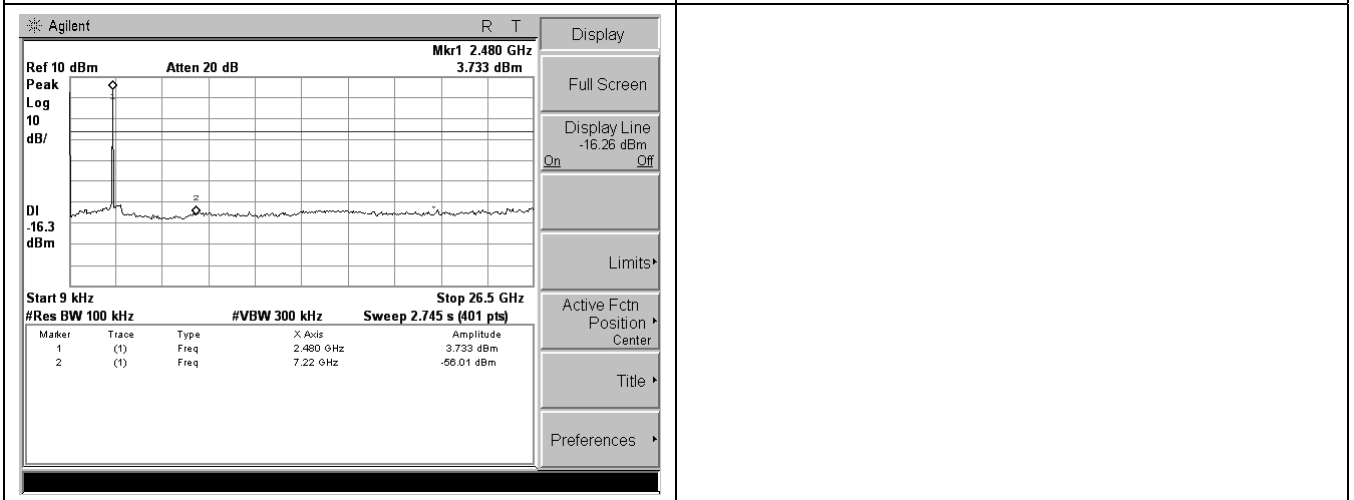 Agilent R T
Mkr1 2.480 GHz
Ref 10 dBm Atten 20 dB 3.733 dBm
Peak
Log
10
dB/
1
2
DI
-16.3
dBm
Start 9 kHz Stop 26.5 GHz
#Res BW 100 kHz #VBW 300 kHz Sweep 2.745 s (401 pts)
Marker Trace Type X Axis Amplitude
1 (1) Freq 2.480 GHz 3.733 dBm
2 (1) Freq 7.22 GHz -56.01 dBm
Display
Full Screen
Display Line
-16.26 dBm
On Off
Limits
Active Fctn
Position
Center
Title
Preferences